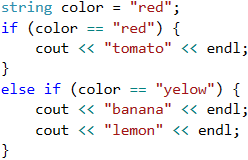 string color = "red";
if (color == "red") {
    cout << "tomato" << endl;
}
else if (color == "yelow") {
    cout << "banana" << endl;
    cout << "lemon" << endl;
}